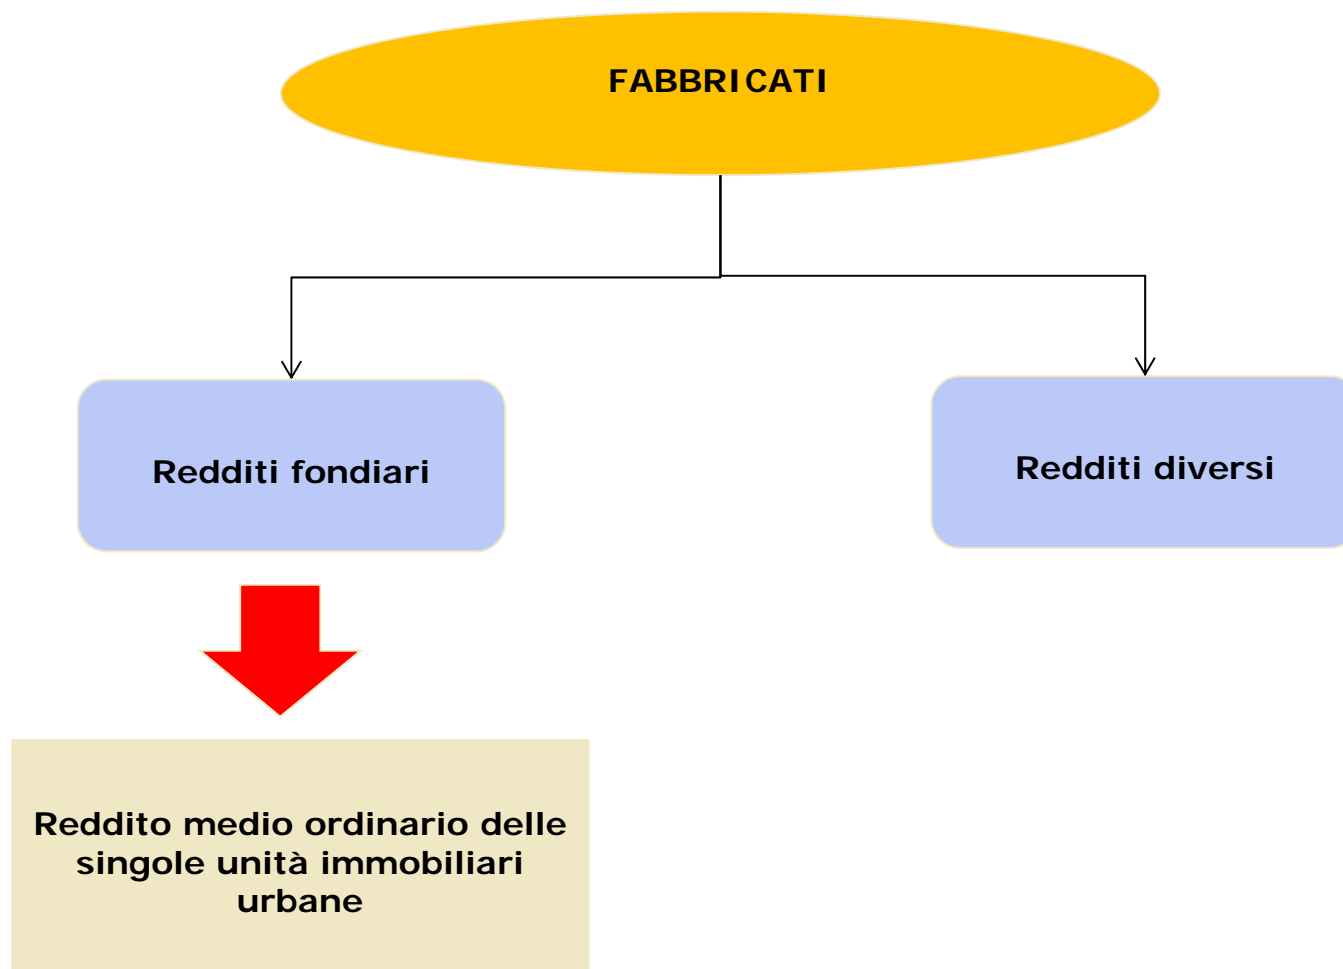 FABBRICATI
Redditi fondiari
Redditi diversi
Reddito medio ordinario delle
singole unità immobiliari
urbane